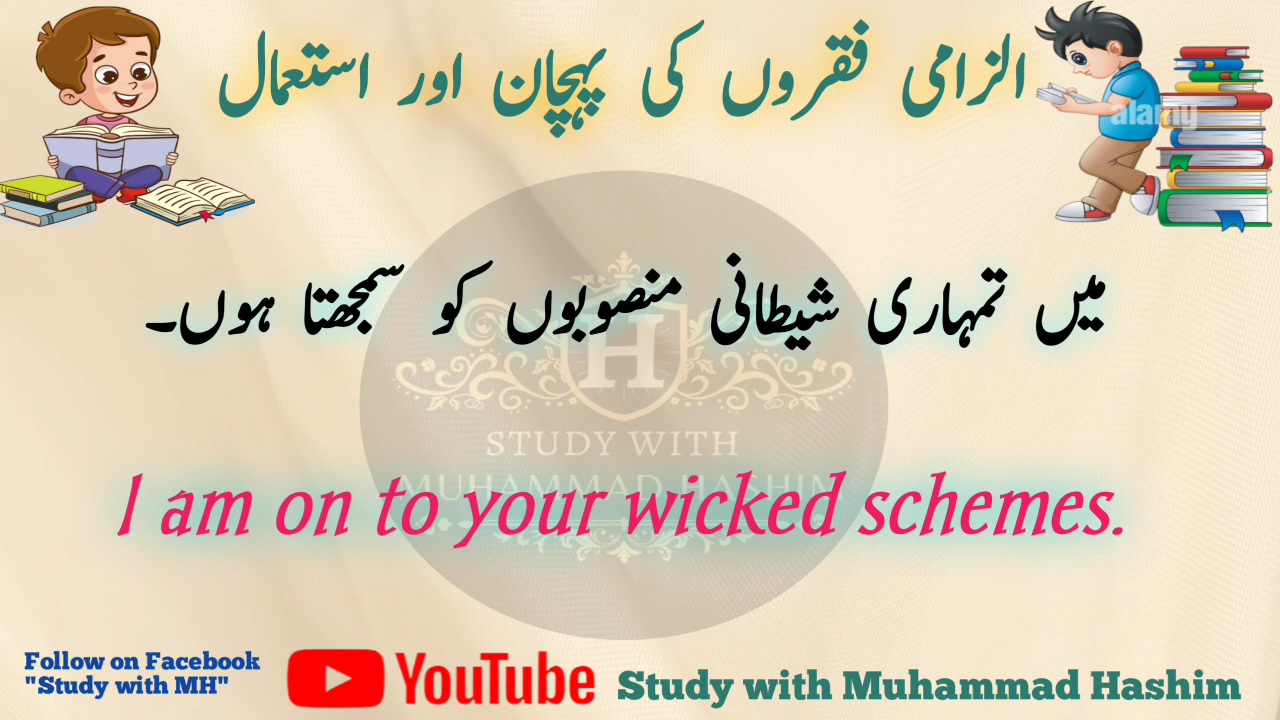 الزامی فقروں کی پہچان اور استعمال
alamy
میں تمہاری شیطانی منصوبوں کو سمجھتا ہوں۔
H
STUDY WITH
MUHAMMAD HASHIM
I am on to your wicked schemes.
Follow on Facebook
"Study with MH"
YouTube
Study with Muhammad Hashim